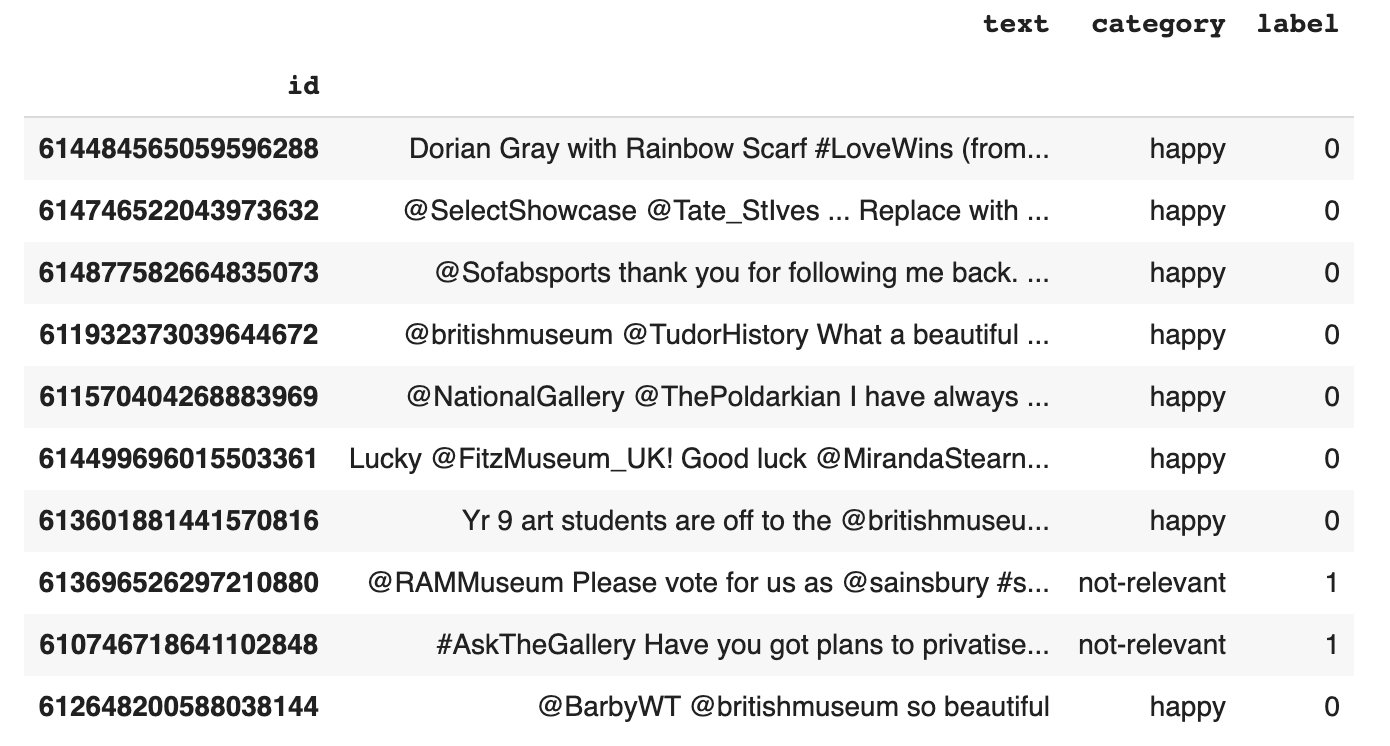 text category label
id
614484565059596288 Dorian Gray with Rainbow Scarf #LoveWins (from... happy 0
614746522043973632 @SelectShowcase @Tate_StIves ... Replace with ... happy 0
614877582664835073 @Sofabsports thank you for following me back. ... happy 0
611932373039644672 @britishmuseum @TudorHistory What a beautiful ... happy 0
611570404268883969 @NationalGallery @ThePoldarkian I have always ... happy 0
614499696015503361 Lucky @FitzMuseum_UK! Good luck @MirandaStearn... happy 0
613601881441570816 Yr 9 art students are off to the @britishmuseu... happy 0
613696526297210880 @RAMMuseum Please vote for us as @sainsbury #s... not-relevant 1
610746718641102848 #AskTheGallery Have you got plans to privatise... not-relevant 1
612648200588038144 @BarbyWT @britishmuseum so beautiful happy 0